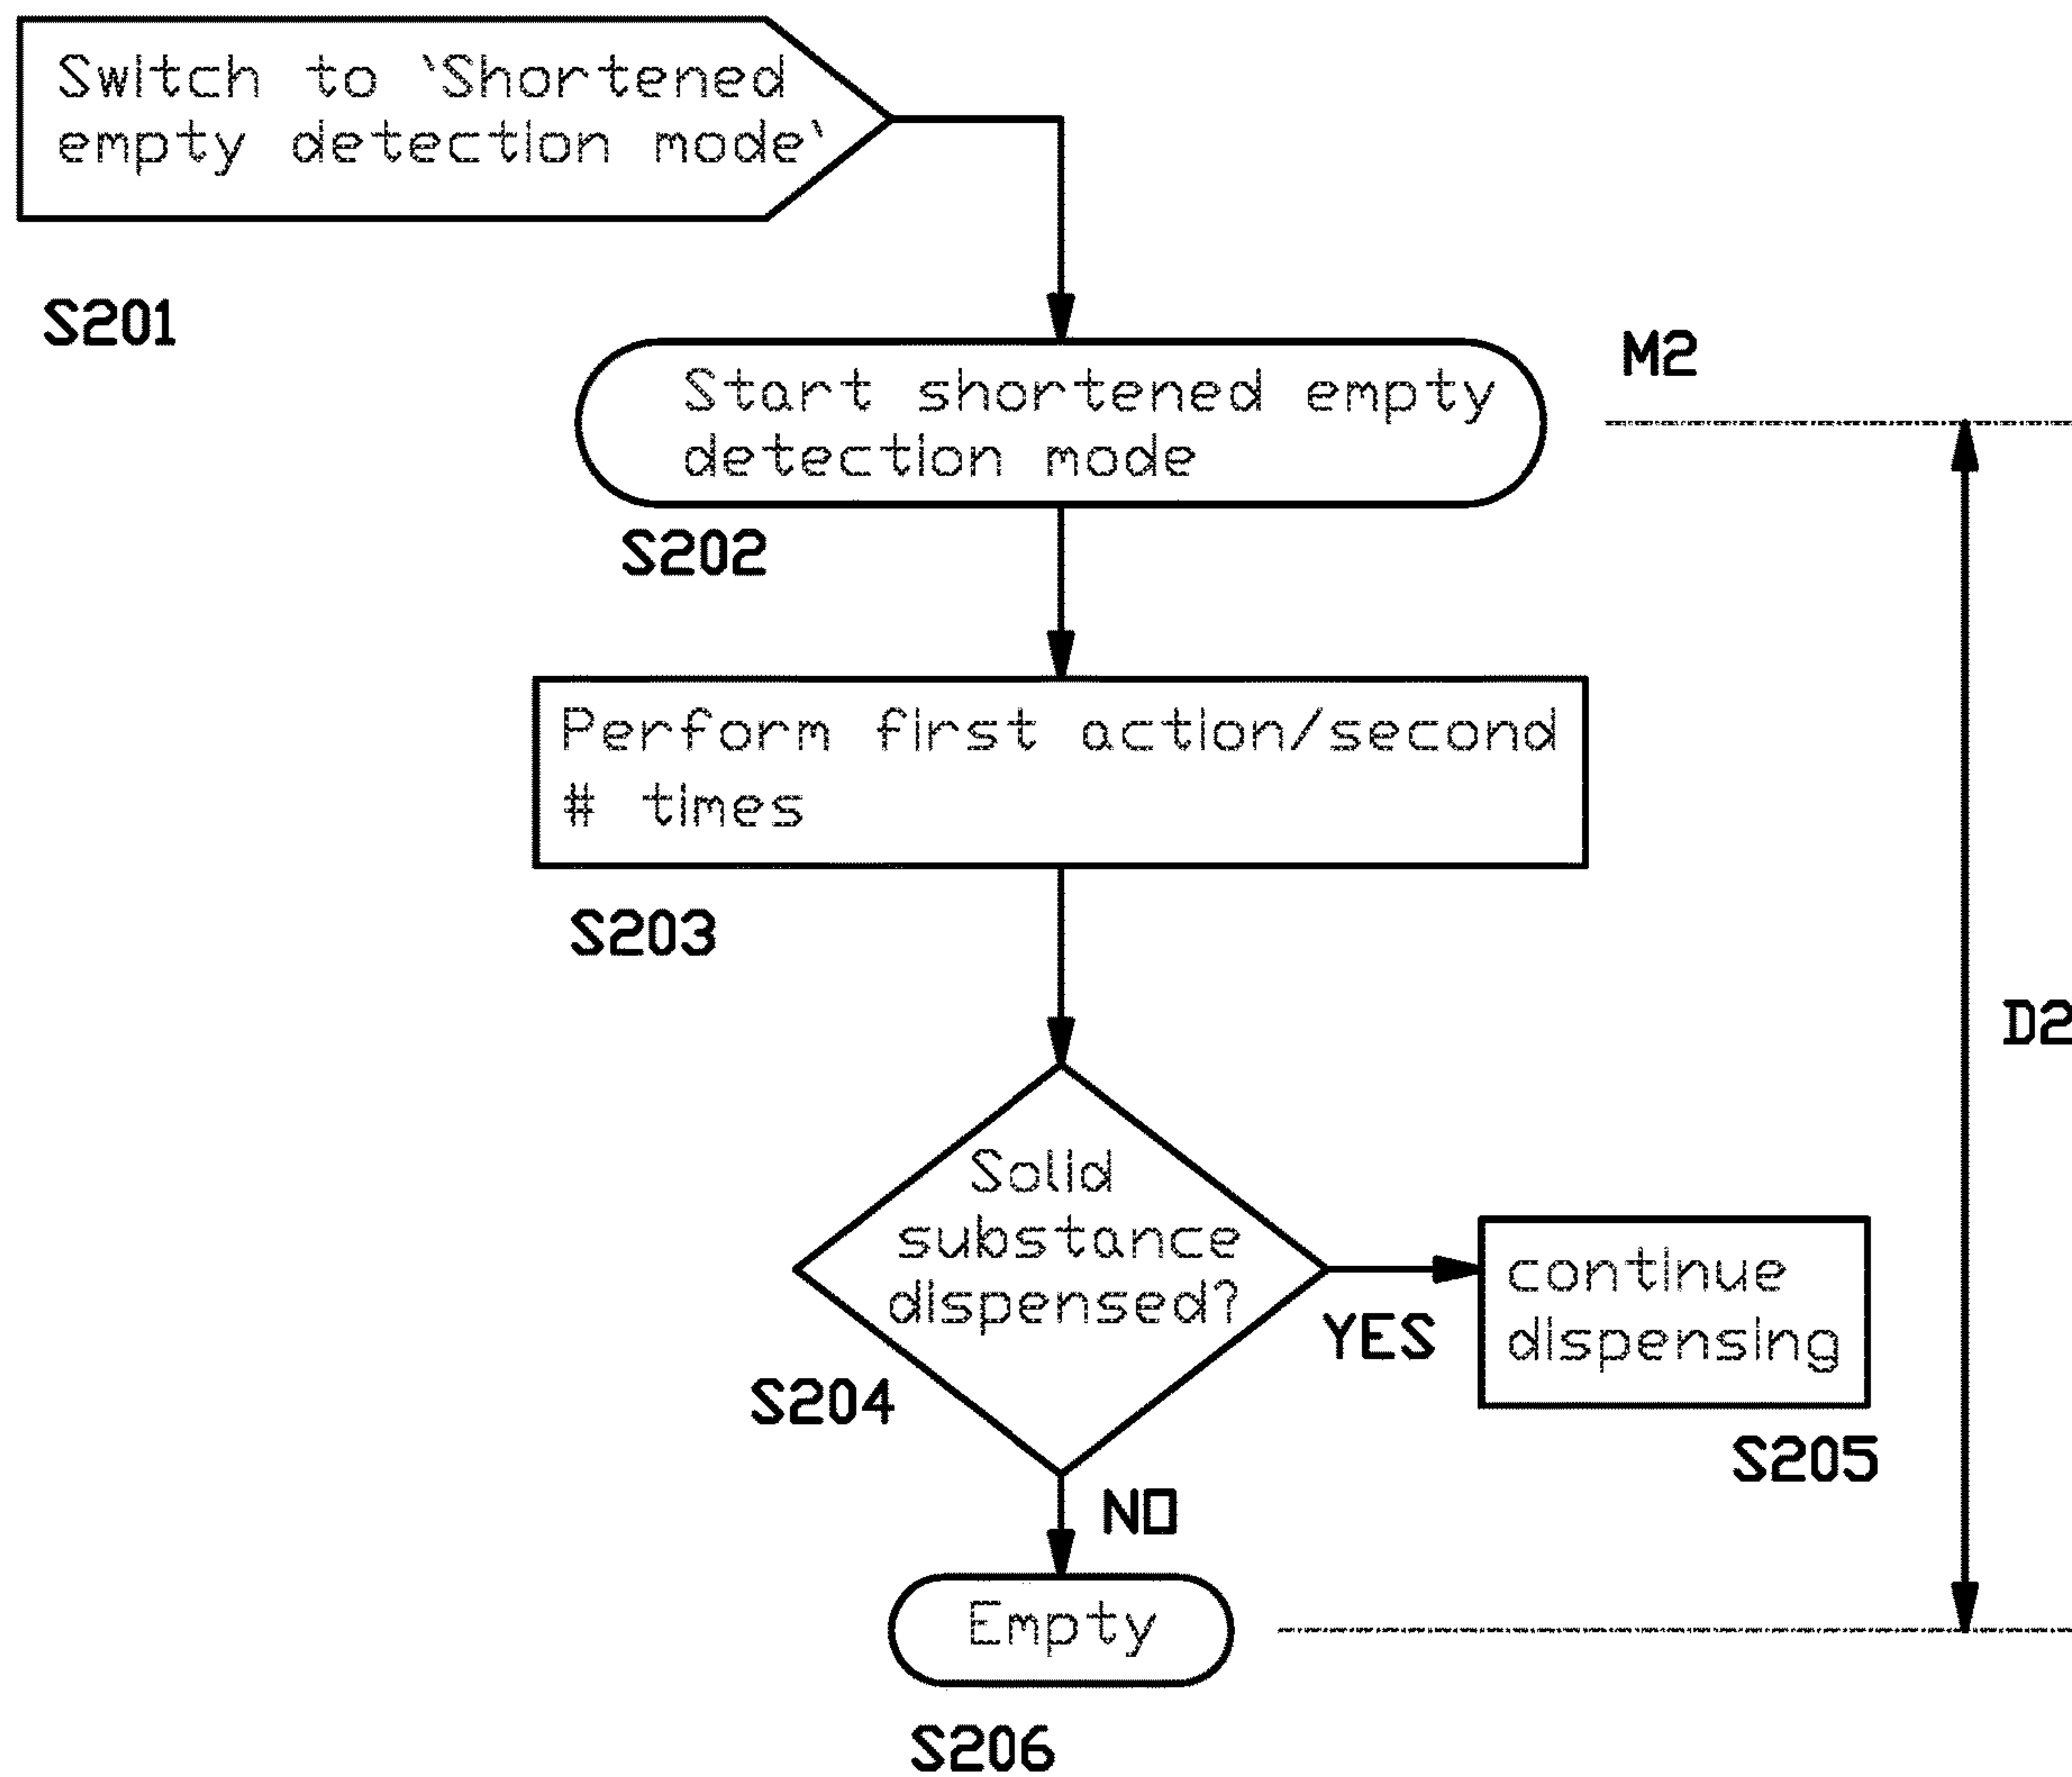 Switch to `Shortened
empty detection mode`
S201
M2
Start shortened empty
detection mode
S202
Perform first action/second
# times
S203
D2
Solid
substance
dispensed?
YES
continue
dispensing
S204
S205
NO
Empty
S206